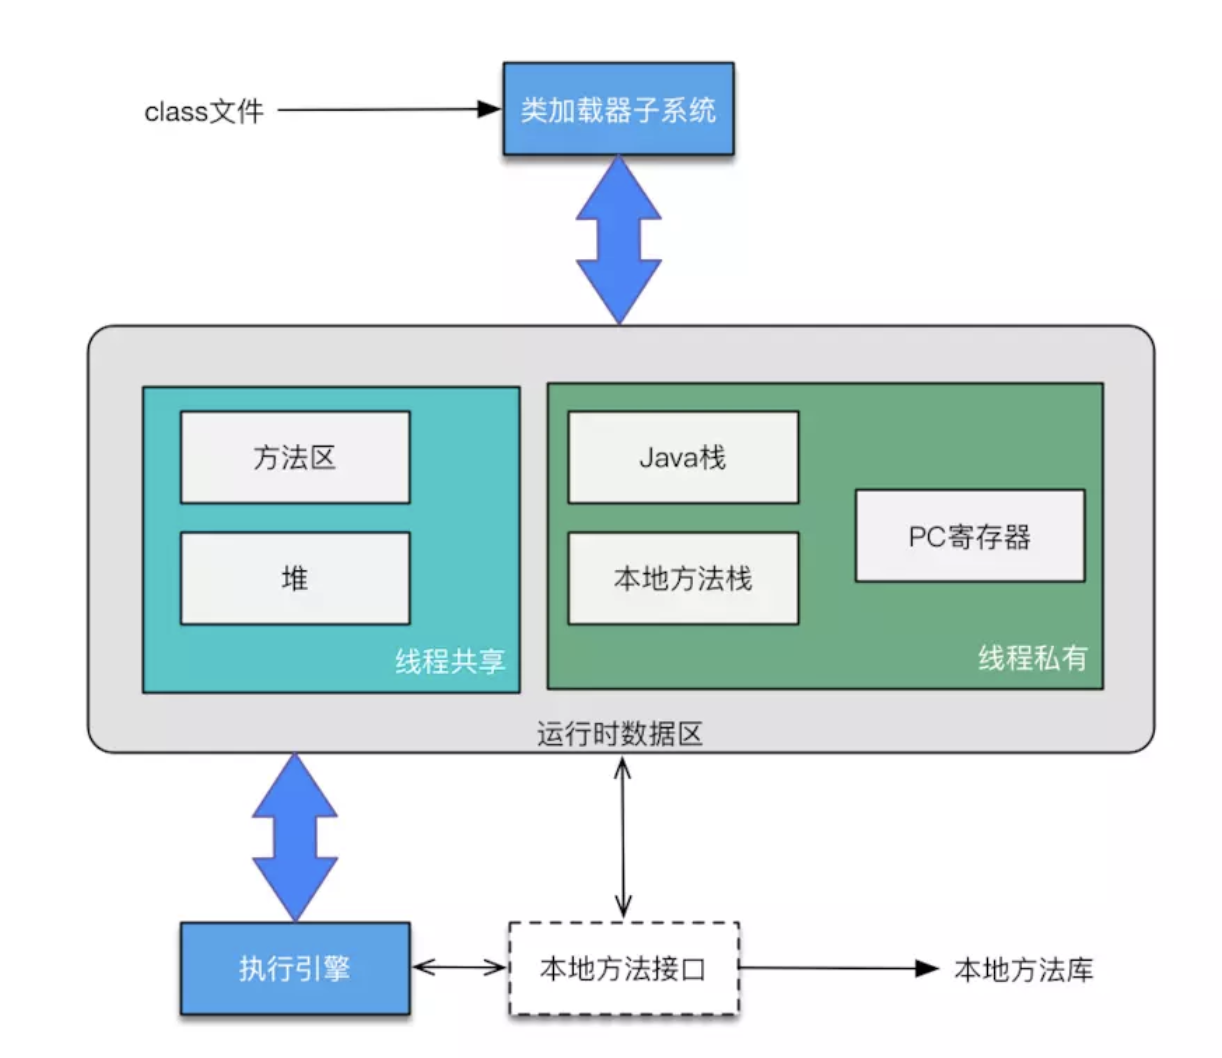 class文件
类加载器子系统
方法区
堆
线程共享
Java栈
本地方法栈
PC寄存器
线程私有
运行时数据区
执行引擎
本地方法接口
本地方法库